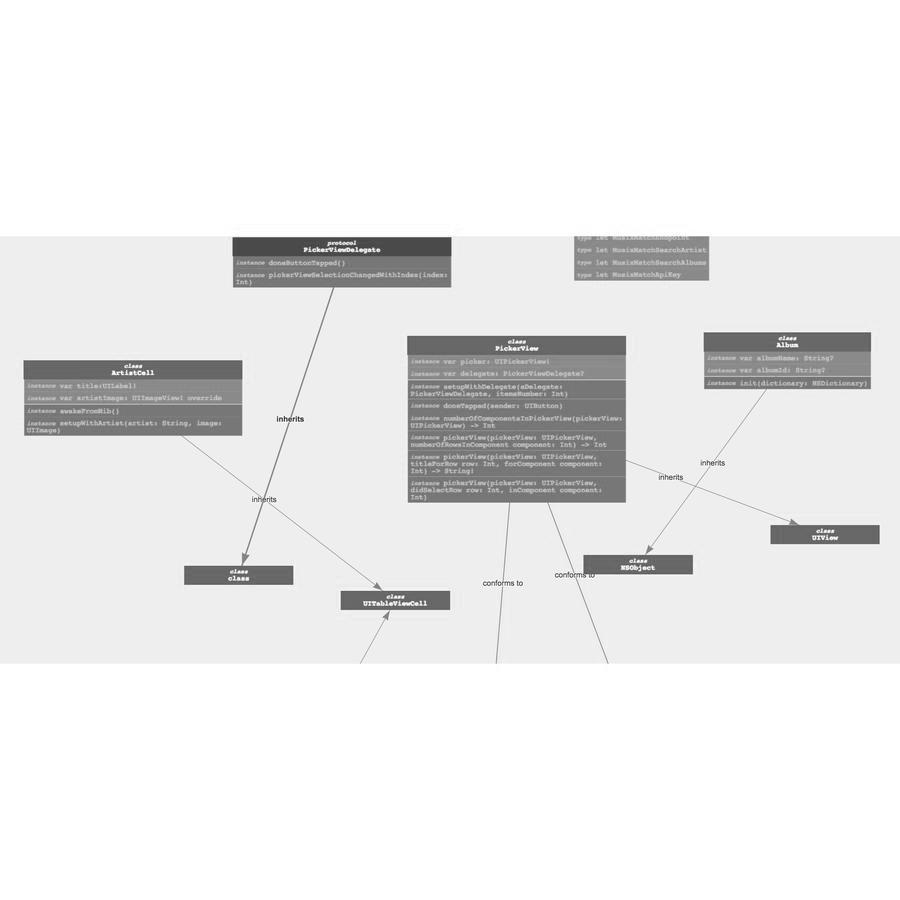 protocol
PickerViewDelegate
instance doneButtonTapped()
instance pickerViewSelectionChangedWithIndex(index:
Int)
type let MusixMatchEndpoint
type let MusixMatchSearchArtist
type let MusixMatchSearchAlbums
type let MusixMatchApiKey
class
ArtistCell
instance var title:UILabel!
instance var artistImage: UIImageView! override
instance awakeFromNib()
instance setupWithArtist(artist: String, image:
UIImage)
class
PickerView
instance var picker: UIPickerView!
instance var delegate: PickerViewDelegate?
instance setupWithDelegate(aDelegate:
PickerViewDelegate, itemsNumber: Int)
instance doneTapped(sender: UIButton)
instance numberOfComponentsInPickerView(pickerView:
UIPickerView) -> Int
instance pickerView(pickerView: UIPickerView,
numberOfRowsInComponent component: Int) -> Int
instance pickerView(pickerView: UIPickerView,
titleForRow row: Int, forComponent component:
Int) -> String!
instance pickerView(pickerView: UIPickerView,
didSelectRow row: Int, inComponent component:
Int)
class
Album
instance var albumName: String?
instance var albumId: String?
instance init(dictionary: NSDictionary)
inherits
inherits
inherits
inherits
class
UIView
class
NSObject
class
class
conforms to
conforms to
class
UITableViewCell